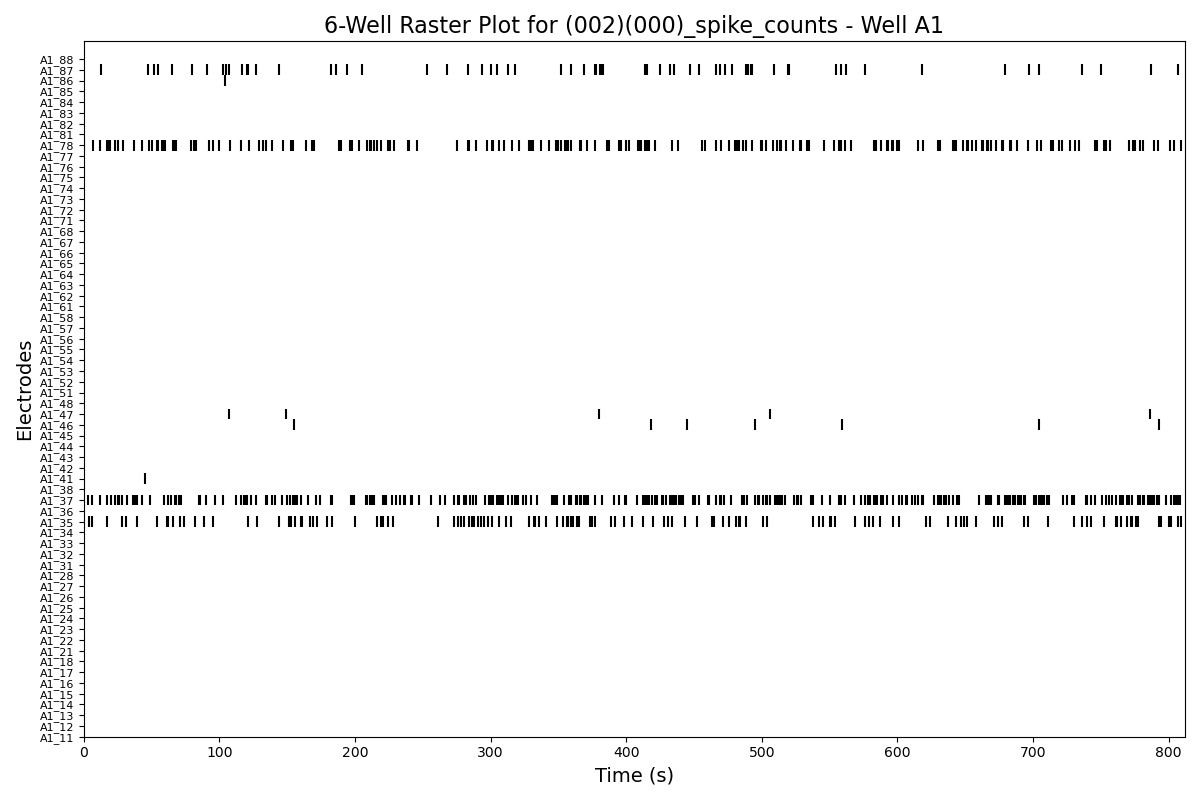 6-Well Raster Plot for (002)(000)_spike_counts - Well A1
Electrodes
A1_88
A1_87
A1_86
A1_85
A1_84
A1_83
A1_82
A1_81
A1_78
A1_77
A1_76
A1_75
A1_74
A1_73
A1_72
A1_71
A1_68
A1_67
A1_66
A1_65
A1_64
A1_63
A1_62
A1_61
A1_58
A1_57
A1_56
A1_55
A1_54
A1_53
A1_52
A1_51
A1_48
A1_47
A1_46
A1_45
A1_44
A1_43
A1_42
A1_41
A1_38
A1_37
A1_36
A1_35
A1_34
A1_33
A1_32
A1_31
A1_28
A1_27
A1_26
A1_25
A1_24
A1_23
A1_22
A1_21
A1_18
A1_17
A1_16
A1_15
A1_14
A1_13
A1_12
A1_11
0 100 200 300 400 500 600 700 800
Time (s)